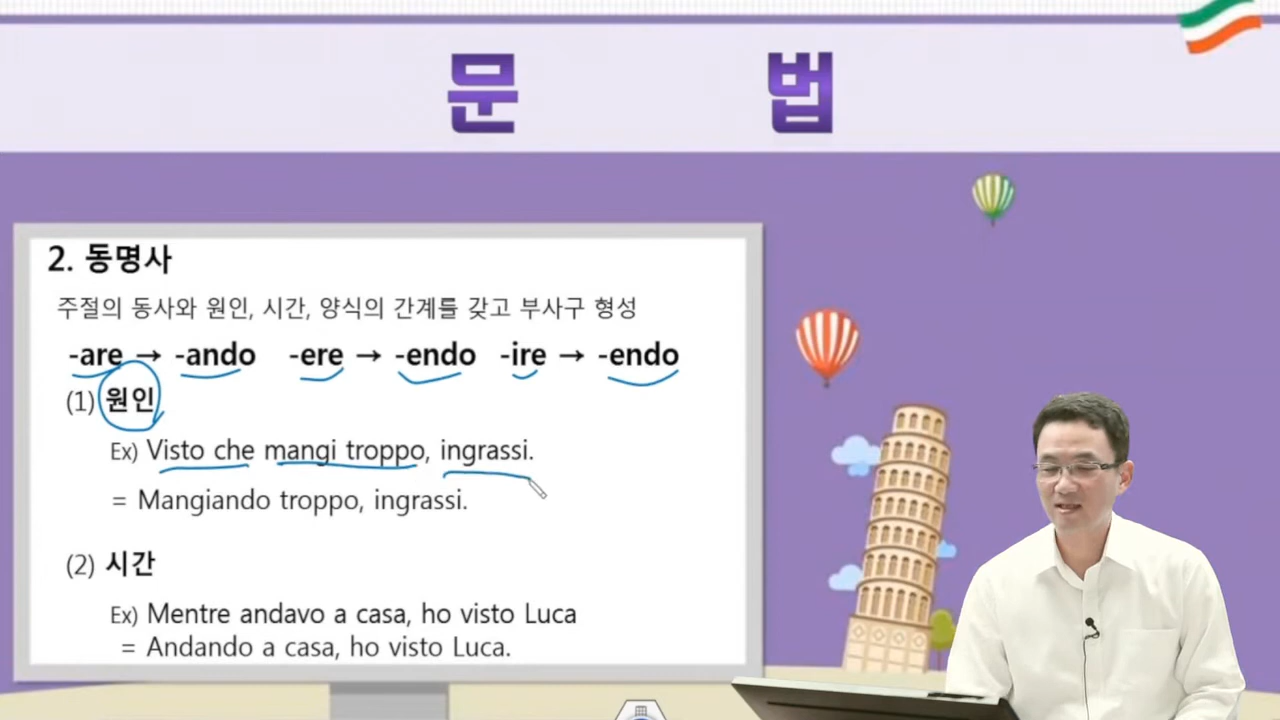 문 법
2. 동명사
주절의 동사와 원인, 시간, 양식의 간계를 갖고 부사구 형성
-are → -ando -ere → -endo -ire → -endo
(1) 원인
Ex) Visto che mangi troppo, ingrassi.
= Mangiando troppo, ingrassi.
(2) 시간
Ex) Mentre andavo a casa, ho visto Luca
= Andando a casa, ho visto Luca.